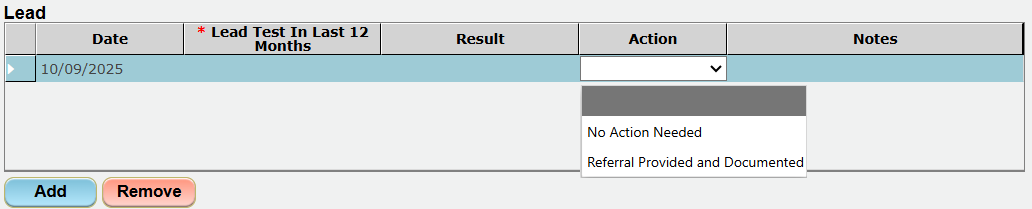 Lead
Date
* Lead Test In Last 12
Months
Result
Action
Notes
10/09/2025
No Action Needed
Referral Provided and Documented
Add
Remove